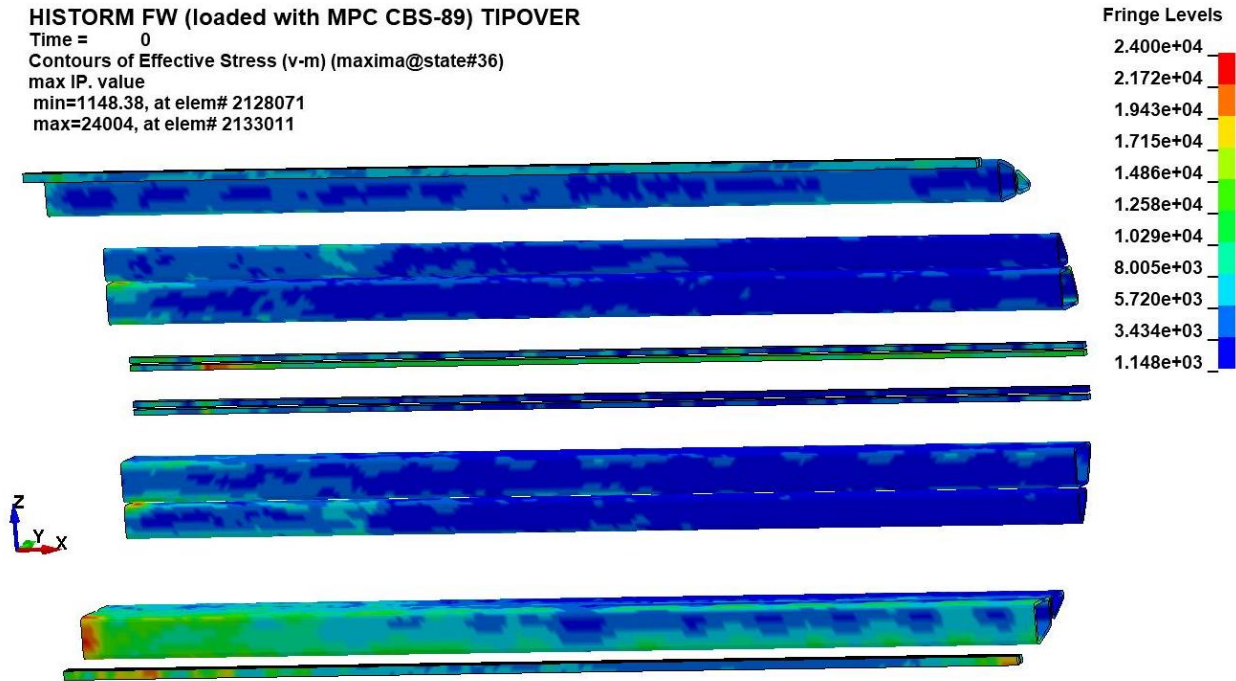 HISTORM FW (loaded with MPC CBS-89) TIPOVER
Time = 0
Contours of Effective Stress (v-m) (maxima@state#36)
max IP. value
min=1148.38, at elem# 2128071
max=24004, at elem# 2133011
Fringe Levels
2.400e+04
2.172e+04
1.943e+04
1.715e+04
1.486e+04
1.258e+04
1.029e+04
8.005e+03
5.720e+03
3.434e+03
1.148e+03
Z
Y
X